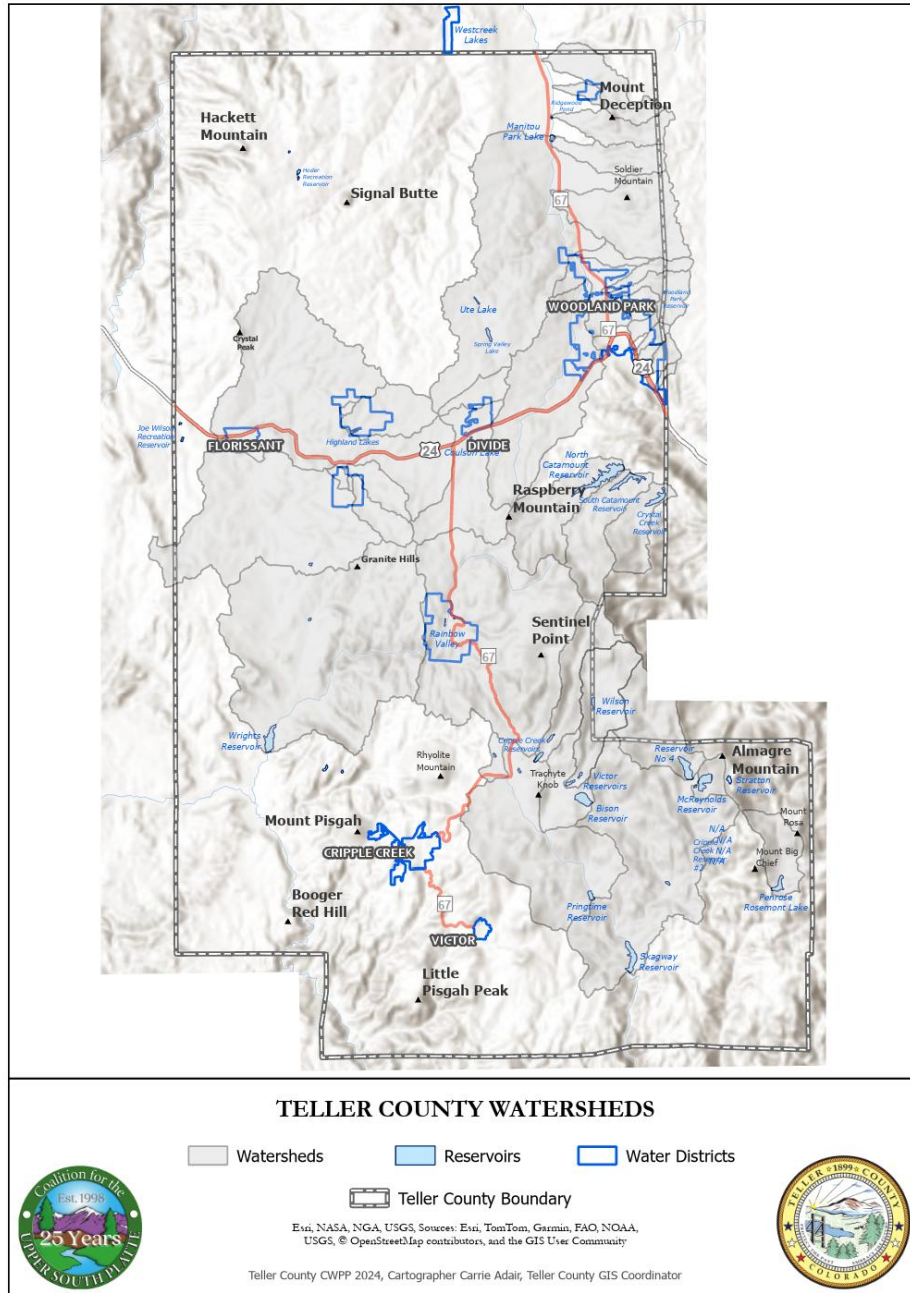 Westcreek
Lakes
Hackett
Mountain
Mount
Deception
Ridgewood
Pond
Manitou
Park Lake
Soldier
Mountain
Hosler
Recreation
Reservoir
Signal Butte
67
Woodland
Park
Reservoir
WOODLAND PARK
Ute Lake
Spring Valley
Lake
67
Crystal
Peak
24
Joe Wilson
Recreation
Reservoir
FLORISSANT
Highland Lakes
24
DIVIDE
Coulson Lake
North
Catamount
Reservoir
South Catamount
Reservoir
Crystal
Creek
Reservoir
Raspberry
Mountain
Granite Hills
Rainbow
Valley
67
Sentinel
Point
Wilson
Reservoir
Wrights
Reservoir
Cripple Creek
Reservoirs
Rhyolite
Mountain
Trachyte
Knob
Victor
Reservoirs
Bison
Reservoir
Reservoir
No 4
Almagre
Mountain
Stratton
Reservoir
McReynolds
Reservoir
Mount
Rosa
Mount Pisgah
CRIPPLE CREEK
N/A
N/A
Cripple
Creek N/A
Reservoir
#2
N/A
Mount Big
Chief
Penrose
Rosemont Lake
Booger
Red Hill
67
VICTOR
Pringtime
Reservoir
Skagway
Reservoir
Little
Pisgah Peak
TELLER COUNTY WATERSHEDS
Watersheds
Reservoirs
Water Districts
Teller County Boundary
Esri, NASA, NGA, USGS, Sources: Esri, TomTom, Garmin, FAO, NOAA,
USGS, © OpenStreetMap contributors, and the GIS User Community
Teller County CWPP 2024, Cartographer Carrie Adair, Teller County GIS Coordinator
Coalition for the
Est. 1998
25 Years
UPPER SOUTH PLATTE
TELLER ★1899★ COUNTY
COLORADO